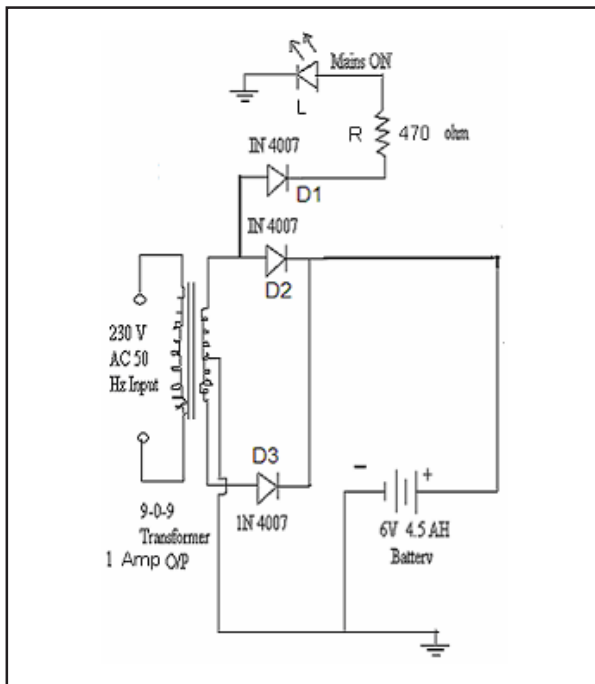 Mains ON
L
R 470 ohm
IN 4007
D1
IN 4007
D2
230 V
AC 50
Hz Input
D3
1N 4007
9-0-9
Transformer
1 Amp O/P
- +
6V 4.5 AH
Battery